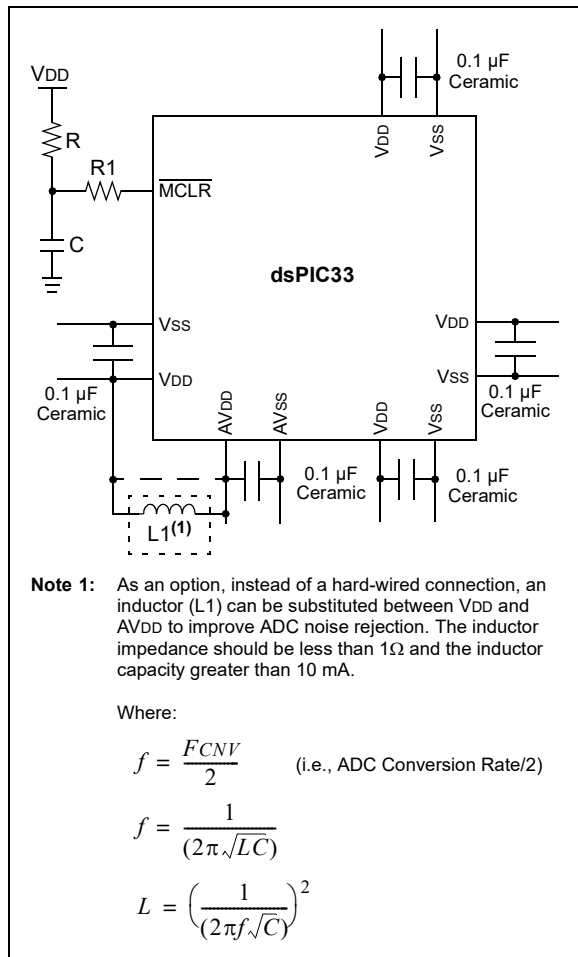 VDD
R
R1
C
MCLR
dsPIC33
0.1 µF
Ceramic
VDD
VSS
VSS
VDD
0.1 µF
Ceramic
VDD
VSS
0.1 µF
Ceramic
AVDD
AVSS
VDD
VSS
0.1 µF
Ceramic
0.1 µF
Ceramic
L1(1)
Note 1: As an option, instead of a hard-wired connection, an
inductor (L1) can be substituted between VDD and
AVDD to improve ADC noise rejection. The inductor
impedance should be less than 1Ω and the inductor
capacity greater than 10 mA.
Where:
f = FCNV / 2 (i.e., ADC Conversion Rate/2)
f = 1 / (2π√LC)
L = (1 / (2πf√C))²